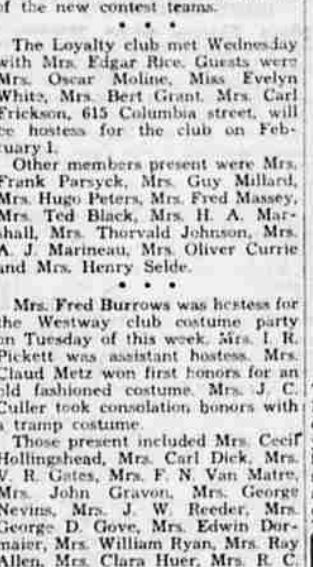 of the new contest teams.
• • •
The Loyalty club met Wednesday
with Mrs. Edgar Rice. Guests were
Mrs. Oscar Moline, Miss Evelyn
White, Mrs. Bert Grant. Mrs. Carl
Erickson, 615 Columbia street, will
be hostess for the club on Feb-
ruary 1.
Other members present were Mrs.
Frank Parsyck, Mrs. Guy Millard,
Mrs. Hugo Peters, Mrs. Fred Massey,
Mrs. Ted Black, Mrs. H. A. Mar-
shall, Mrs. Thorvald Johnson, Mrs.
A. J. Marineau, Mrs. Oliver Currie
and Mrs. Henry Selde.
• • •
Mrs. Fred Burrows was hostess for
the Westway club costume party
on Tuesday of this week. Mrs. I. R.
Pickett was assistant hostess. Mrs.
Claud Metz won first honors for an
old fashioned costume. Mrs. J. C.
Culler took consolation honors with
a tramp costume.
Those present included Mrs. Cecil
Hollingshead, Mrs. Carl Dick, Mrs.
V. R. Gates, Mrs. F. N. Van Matre,
Mrs. John Gravon, Mrs. George
Nevins, Mrs. J. W. Reeder, Mrs.
George D. Gove, Mrs. Edwin Dor-
maier, Mrs. William Ryan, Mrs. Ray
Allen, Mrs. Clara Huer, Mrs. R. C.